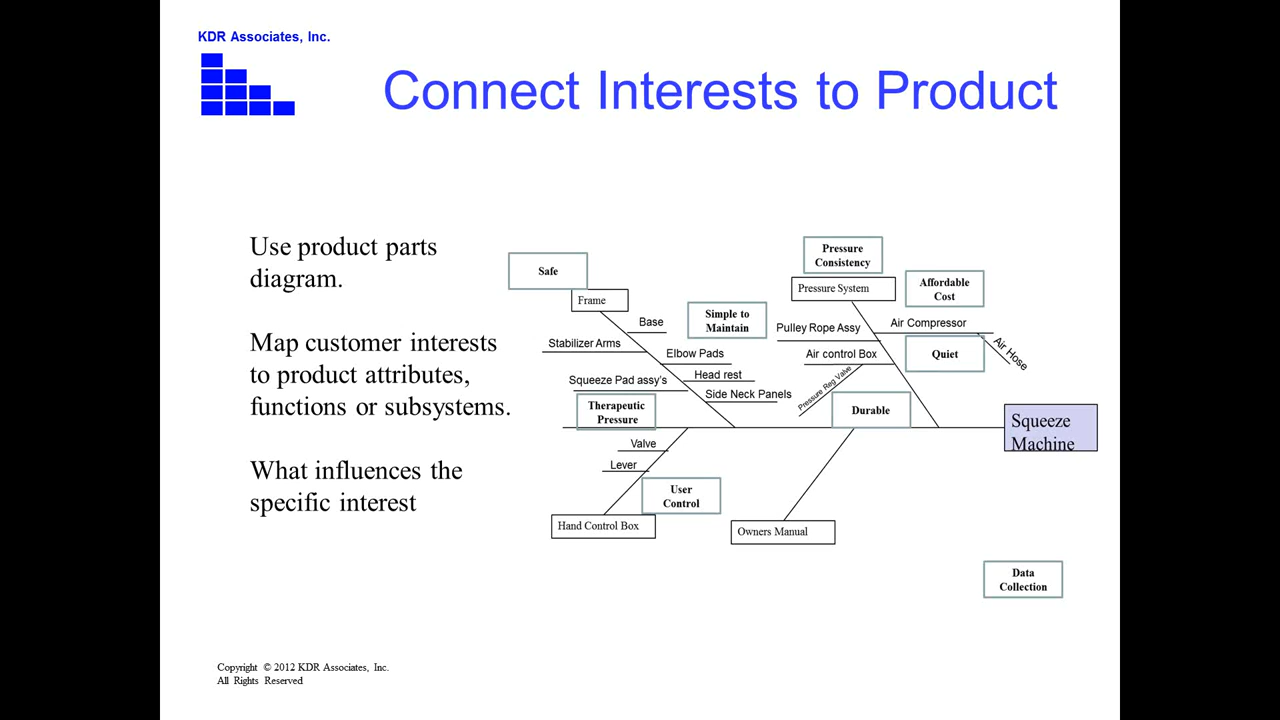 KDR Associates, Inc.
Connect Interests to Product
Use product parts
diagram.
Map customer interests
to product attributes,
functions or subsystems.
What influences the
specific interest
Safe
Frame
Base
Stabilizer Arms
Elbow Pads
Squeeze Pad assy's
Head rest
Side Neck Panels
Therapeutic
Pressure
Simple to
Maintain
Pressure
Consistency
Pressure System
Affordable
Cost
Pulley Rope Assy
Air Compressor
Air control Box
Quiet
Air Hose
Pressure Reg Valve
Durable
Squeeze
Machine
Valve
Lever
User
Control
Hand Control Box
Owners Manual
Data
Collection
Copyright © 2012 KDR Associates, Inc.
All Rights Reserved